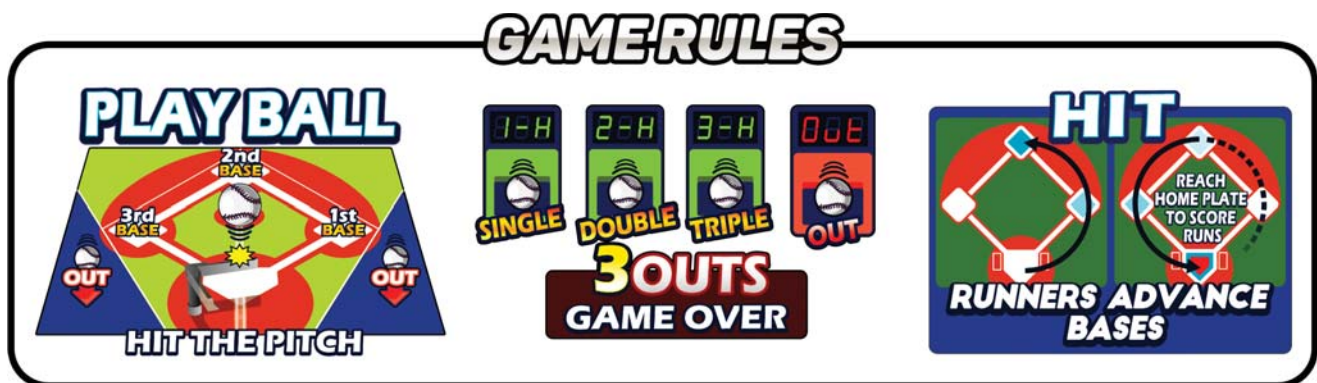 GAME RULES
PLAY BALL
2nd
BASE
3rd
BASE
1st
BASE
OUT
OUT
HIT THE PITCH
1-H
SINGLE
2-H
DOUBLE
3-H
TRIPLE
Out
OUT
3 OUTS
GAME OVER
HIT
REACH
HOME PLATE
TO SCORE
RUNS
RUNNERS ADVANCE
BASES